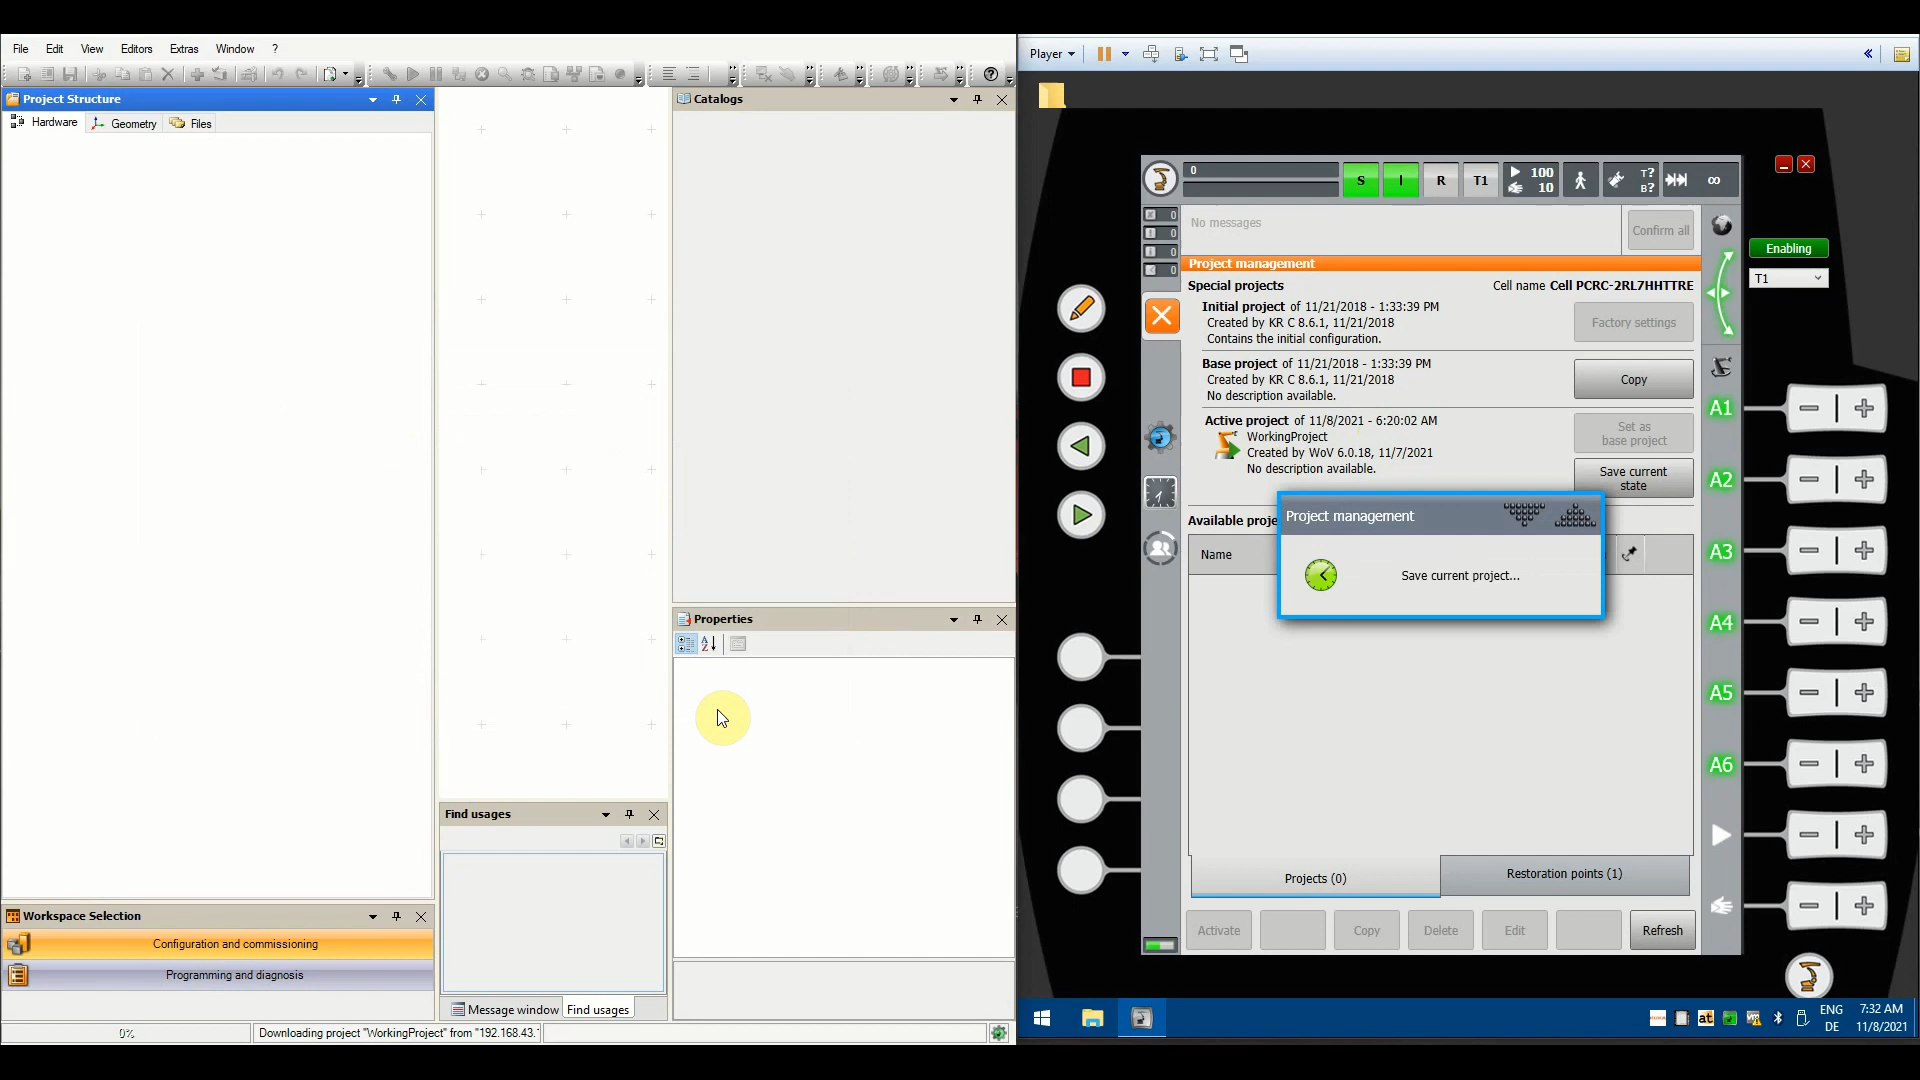 File Edit View Editors Extras Window ?
Project Structure
Hardware Geometry Files
Catalogs
Properties
Find usages
Workspace Selection
Configuration and commissioning
Programming and diagnosis
Message window Find usages
0% Downloading project "WorkingProject" from "192.168.43.
Player
0
S I R T1 100 10 T? B? ∞
0
0
0
0
No messages
Confirm all
Project management
Special projects Cell name Cell PCRC-2RL7HHTTRE
Initial project of 11/21/2018 - 1:33:39 PM
Created by KR C 8.6.1, 11/21/2018
Contains the initial configuration.
Factory settings
Base project of 11/21/2018 - 1:33:39 PM
Created by KR C 8.6.1, 11/21/2018
No description available.
Copy
Active project of 11/8/2021 - 6:20:02 AM
WorkingProject
Created by WoV 6.0.18, 11/7/2021
No description available.
Set as
base project
Save current
state
Available proje
Name
Project management
Save current project...
Projects (0) Restoration points (1)
Activate Copy Delete Edit Refresh
Enabling
T1
A1
A2
A3
A4
A5
A6
ENG
DE
7:32 AM
11/8/2021